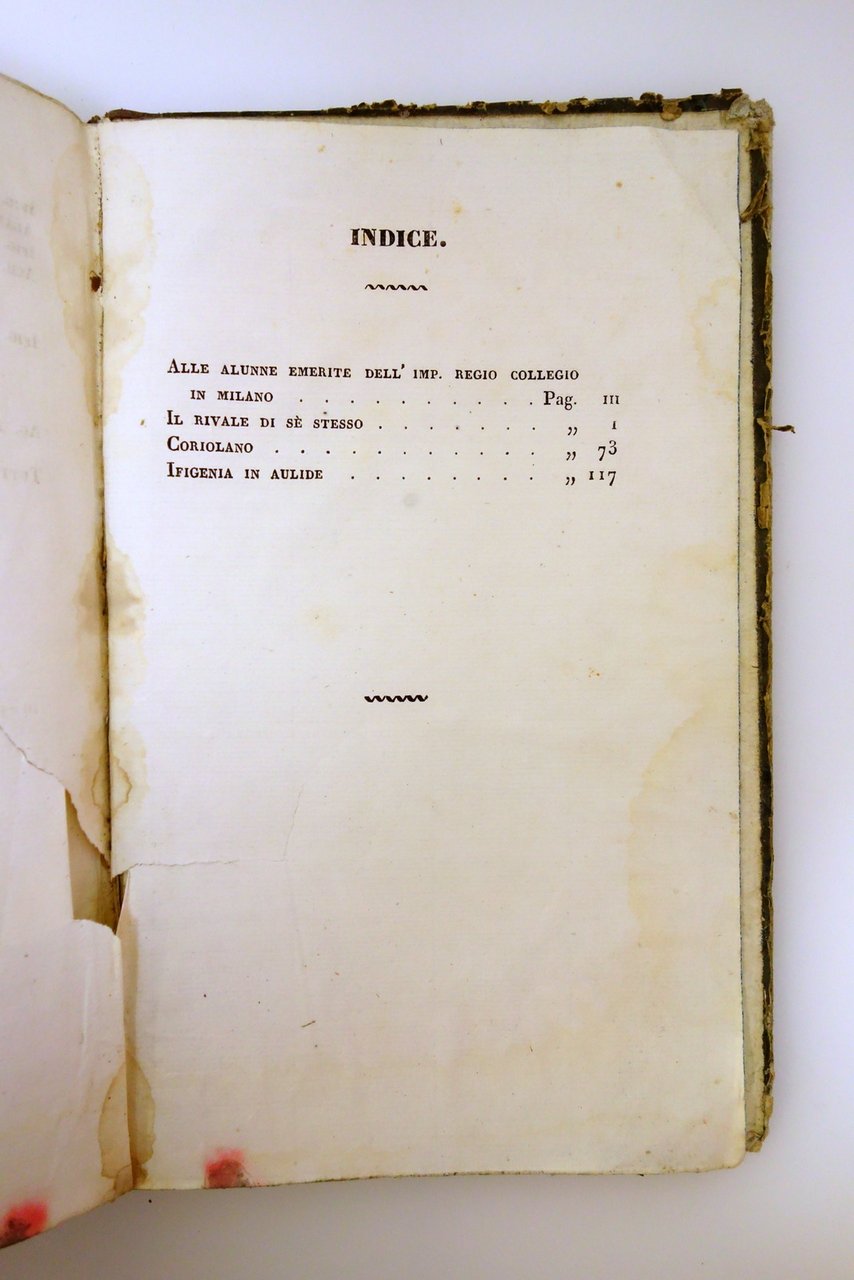 INDICE.
Alle alunne emerite dell' imp. regio collegio
in milano . . . . . . . . . . Pag. III
Il rivale di sè stesso . . . . . . . „ 1
Coriolano . . . . . . . . . . . „ 73
Ifigenia in aulide . . . . . . . . „ 117